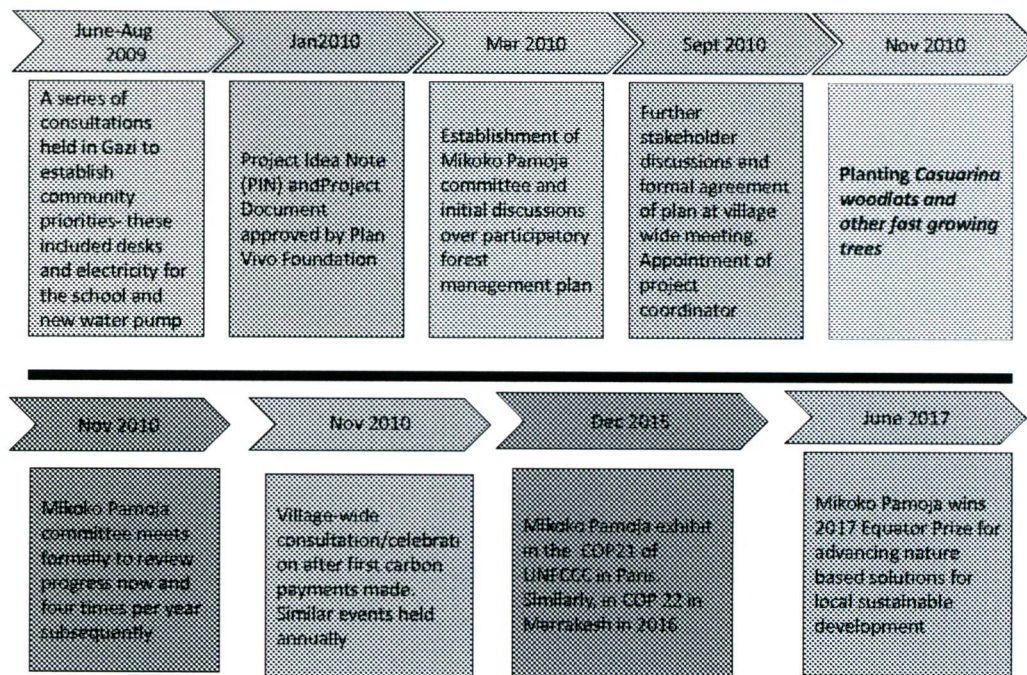 June-Aug
2009
Jan2010
Mar 2010
Sept 2010
Nov 2010
A series of
consultations
held in Gazi to
establish
community
priorities- these
included desks
and electricity for
the school and
new water pump
Project Idea Note
(PIN) andProject
Document
approved by Plan
Vivo Foundation
Establishment of
Mikoko Pamoja
committee and
initial discussions
over participatory
forest
management plan
Further
stakeholder
discussions and
formal agreement
of plan at village
wide meeting.
Appointment of
project
coordinator
Planting Casuarina
woodlots and
other fast growing
trees
Nov 2010
Nov 2010
Dec 2015
June 2017
Mikoko Pamoja
committee meets
formally to review
progress now and
four times per year
subsequently
Village-wide
consultation/celebrati
on after first carbon
payments made.
Similar events held
annually
Mikoko Pamoja exhibit
in the COP21 of
UNFCCC in Paris.
Similarly, in COP 22 in
Marrakesh in 2016
Mikoko Pamoja wins
2017 Equator Prize for
advancing nature
based solutions for
local sustainable
development